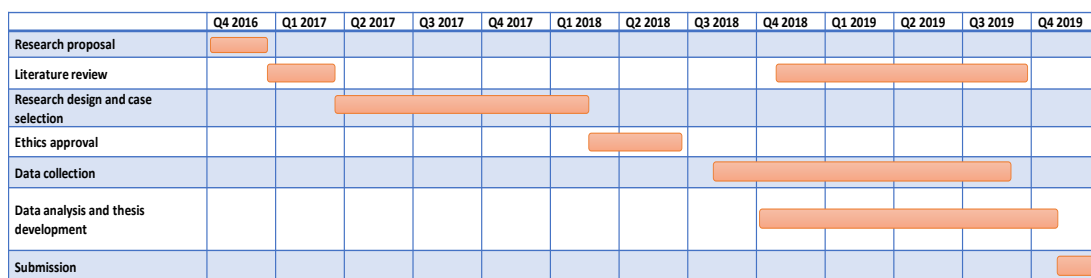 Q4 2016 Q1 2017 Q2 2017 Q3 2017 Q4 2017 Q1 2018 Q2 2018 Q3 2018 Q4 2018 Q1 2019 Q2 2019 Q3 2019 Q4 2019
Research proposal
Literature review
Research design and case
selection
Ethics approval
Data collection
Data analysis and thesis
development
Submission